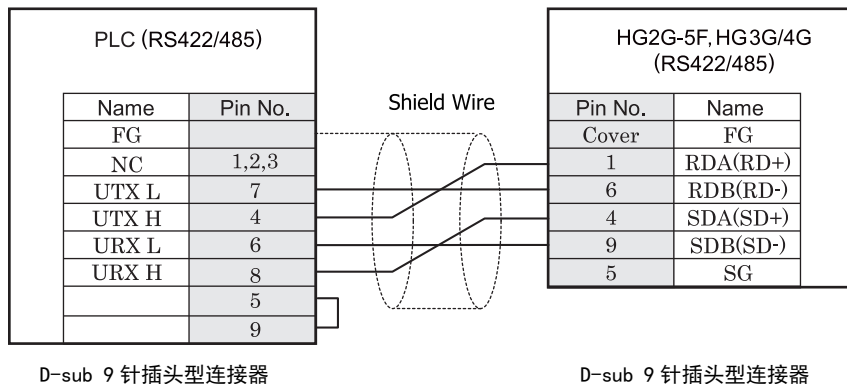 PLC (RS422/485)
HG2G-5F, HG3G/4G
(RS422/485)
Shield Wire
Name Pin No.
FG
NC 1,2,3
UTX L 7
UTX H 4
URX L 6
URX H 8
5
9
Pin No. Name
Cover FG
1 RDA(RD+)
6 RDB(RD-)
4 SDA(SD+)
9 SDB(SD-)
5 SG
D-sub 9 针插头型连接器
D-sub 9 针插头型连接器